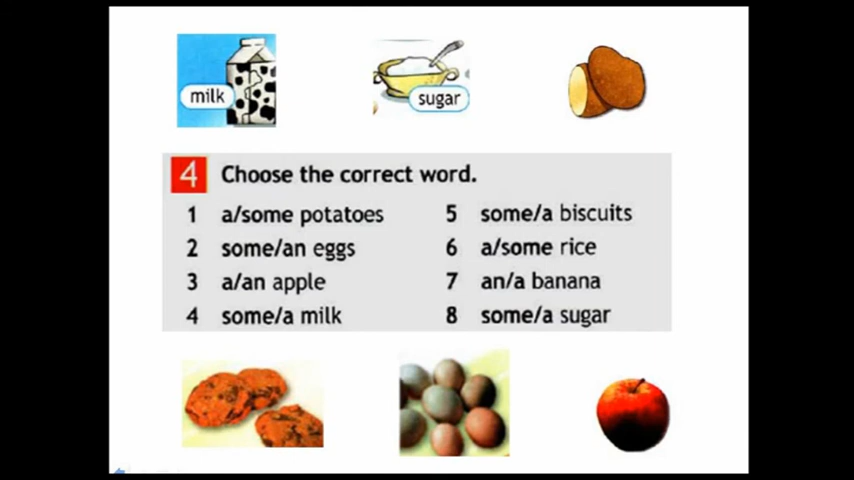 milk
sugar
4 Choose the correct word.
1 a/some potatoes
2 some/an eggs
3 a/an apple
4 some/a milk
5 some/a biscuits
6 a/some rice
7 an/a banana
8 some/a sugar